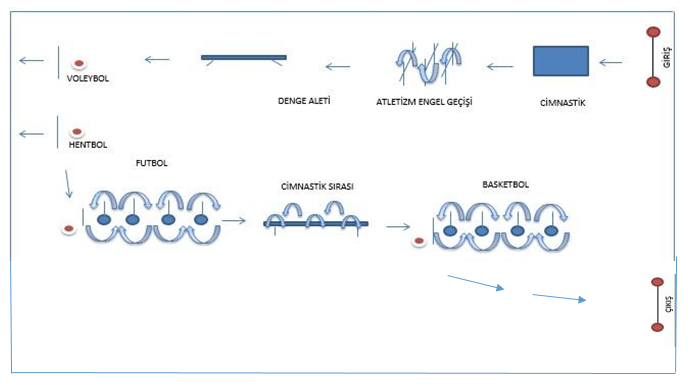 GİRİŞ
VOLEYBOL
DENGE ALETİ
ATLETİZM ENGEL GEÇİŞİ
CİMNASTİK
HENTBOL
FUTBOL
CİMNASTİK SIRASI
BASKETBOL
ÇIKIŞ